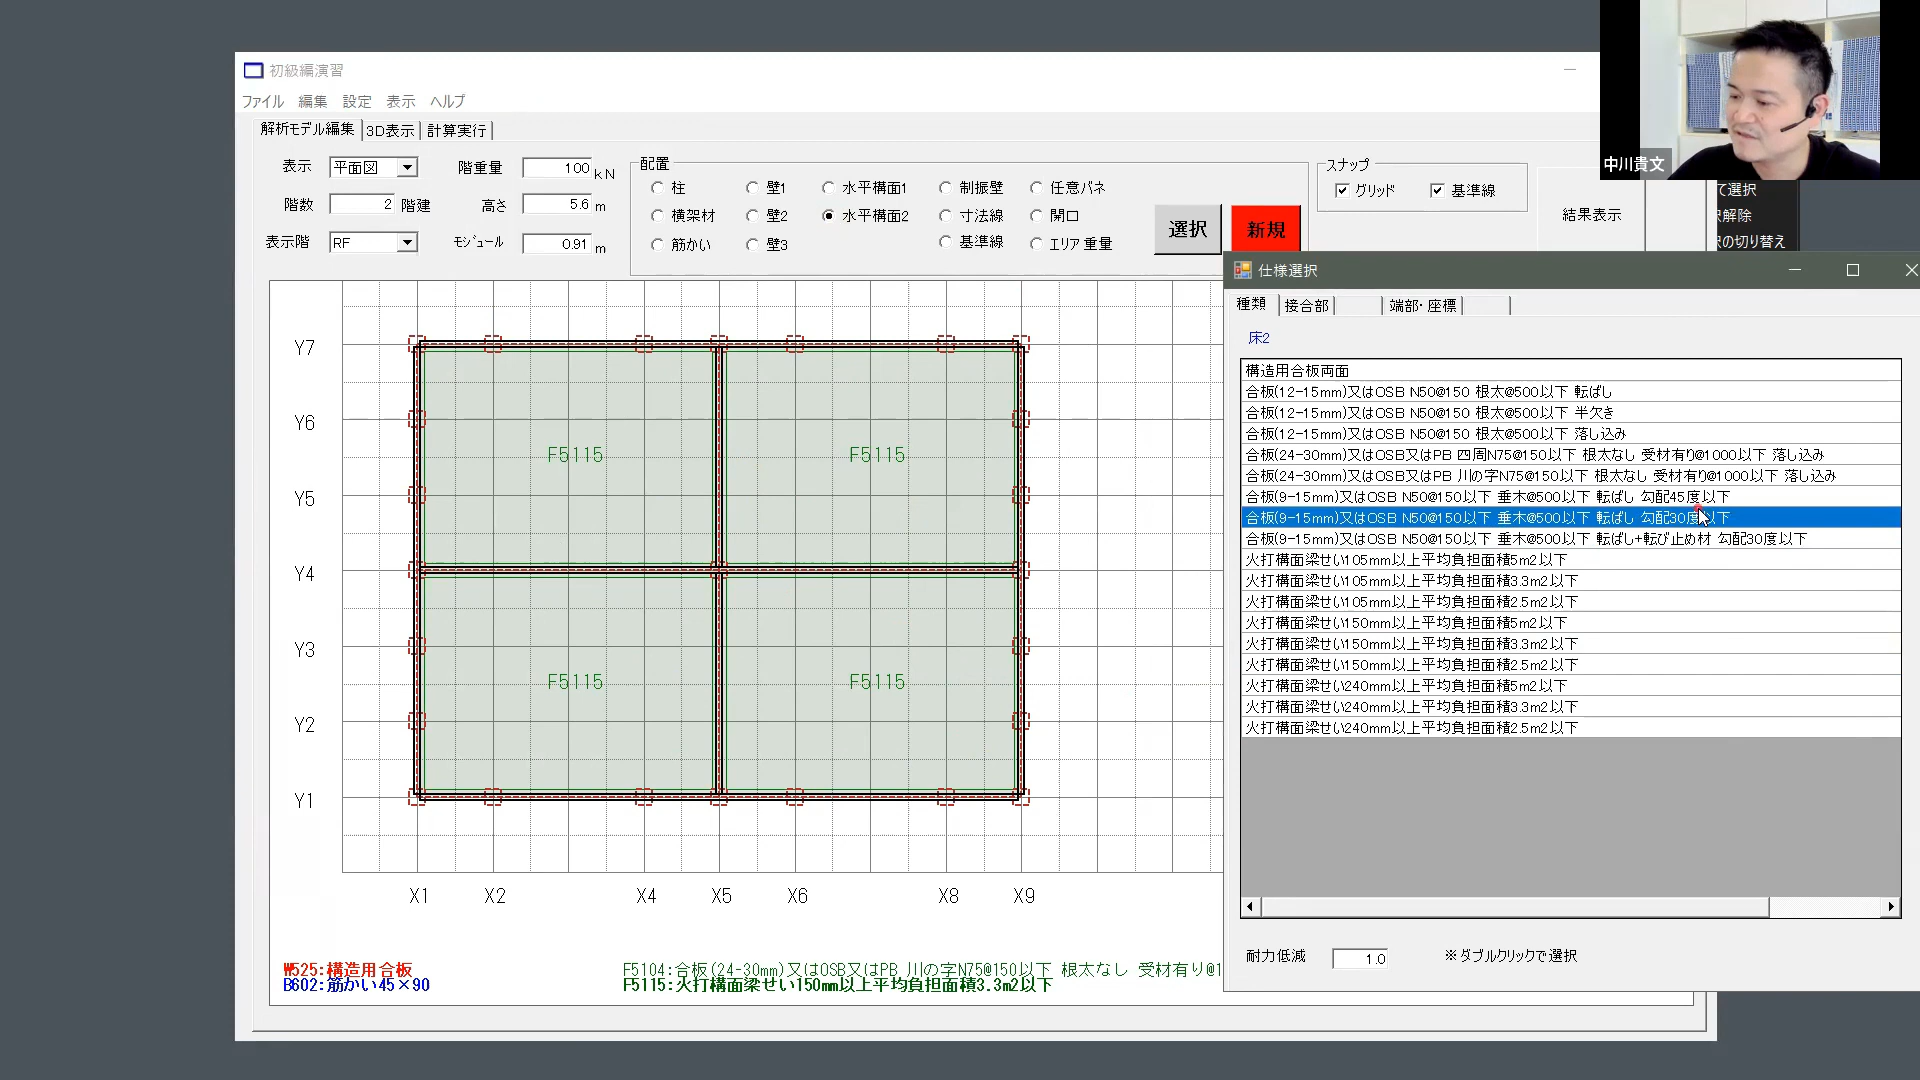 初級編演習
ファイル 編集 設定 表示 ヘルプ
解析モデル編集 3D表示 計算実行
表示 平面図 階重量 100 kN
階数 2 階建 高さ 5.6 m
表示階 RF モジュール 0.91 m
配置
柱 壁1 水平構面1 制振壁 任意バネ
横架材 壁2 水平構面2 寸法線 開口
筋かい 壁3 基準線 エリア重量
選択 新規
スナップ
グリッド 基準線
結果表示
中川貴文
て選択
択解除
択の切り替え
Y7
Y6
Y5
Y4
Y3
Y2
Y1
F5115 F5115
F5115 F5115
X1 X2 X4 X5 X6 X8 X9
W525:構造用合板
B602:筋かい45×90
F5104:合板(24-30mm)又はOSB又はPB 川の字N75@150以下 根太なし 受材有り@1
F5115:火打構面梁せい150mm以上平均負担面積3.3m2以下
仕様選択
種類 接合部 端部・座標
床2
構造用合板両面
合板(12-15mm)又はOSB N50@150 根太@500以下 転ばし
合板(12-15mm)又はOSB N50@150 根太@500以下 半欠き
合板(12-15mm)又はOSB N50@150 根太@500以下 落し込み
合板(24-30mm)又はOSB又はPB 四周N75@150以下 根太なし 受材有り@1000以下 落し込み
合板(24-30mm)又はOSB又はPB 川の字N75@150以下 根太なし 受材有り@1000以下 落し込み
合板(9-15mm)又はOSB N50@150以下 垂木@500以下 転ばし 勾配45度以下
合板(9-15mm)又はOSB N50@150以下 垂木@500以下 転ばし 勾配30度以下
合板(9-15mm)又はOSB N50@150以下 垂木@500以下 転ばし+転び止め材 勾配30度以下
火打構面梁せい105mm以上平均負担面積5m2以下
火打構面梁せい105mm以上平均負担面積3.3m2以下
火打構面梁せい105mm以上平均負担面積2.5m2以下
火打構面梁せい150mm以上平均負担面積5m2以下
火打構面梁せい150mm以上平均負担面積3.3m2以下
火打構面梁せい150mm以上平均負担面積2.5m2以下
火打構面梁せい240mm以上平均負担面積5m2以下
火打構面梁せい240mm以上平均負担面積3.3m2以下
火打構面梁せい240mm以上平均負担面積2.5m2以下
耐力低減 1.0 ※ダブルクリックで選択